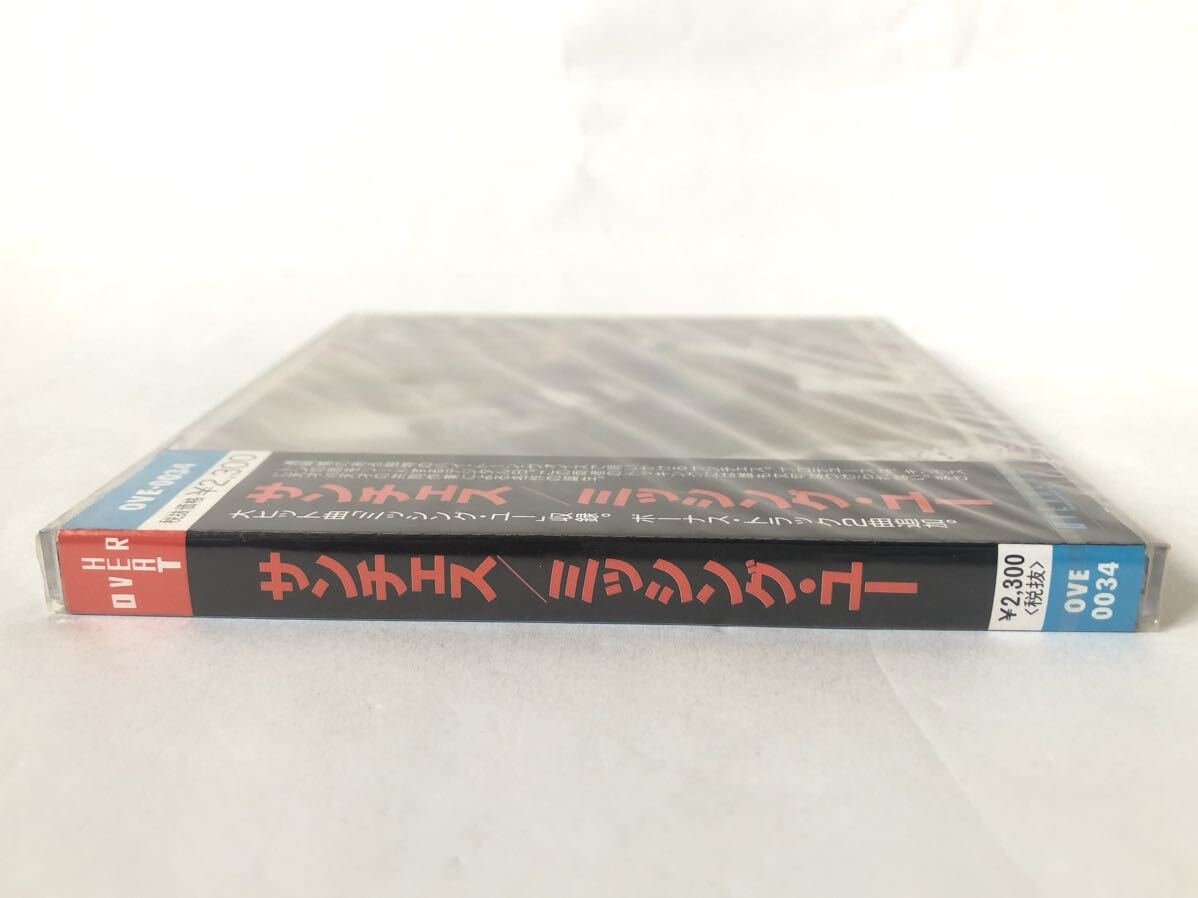 OVE-0034
税抜価格¥2,300
サンチェス/ミッシング・ユー
大ヒット曲「ミッシング・ユー」収録。ボーナス・トラック2曲追加。
OVER HEAT
サンチェス/ミッシング・ユー
¥2,300
〈税抜〉
OVE
0034